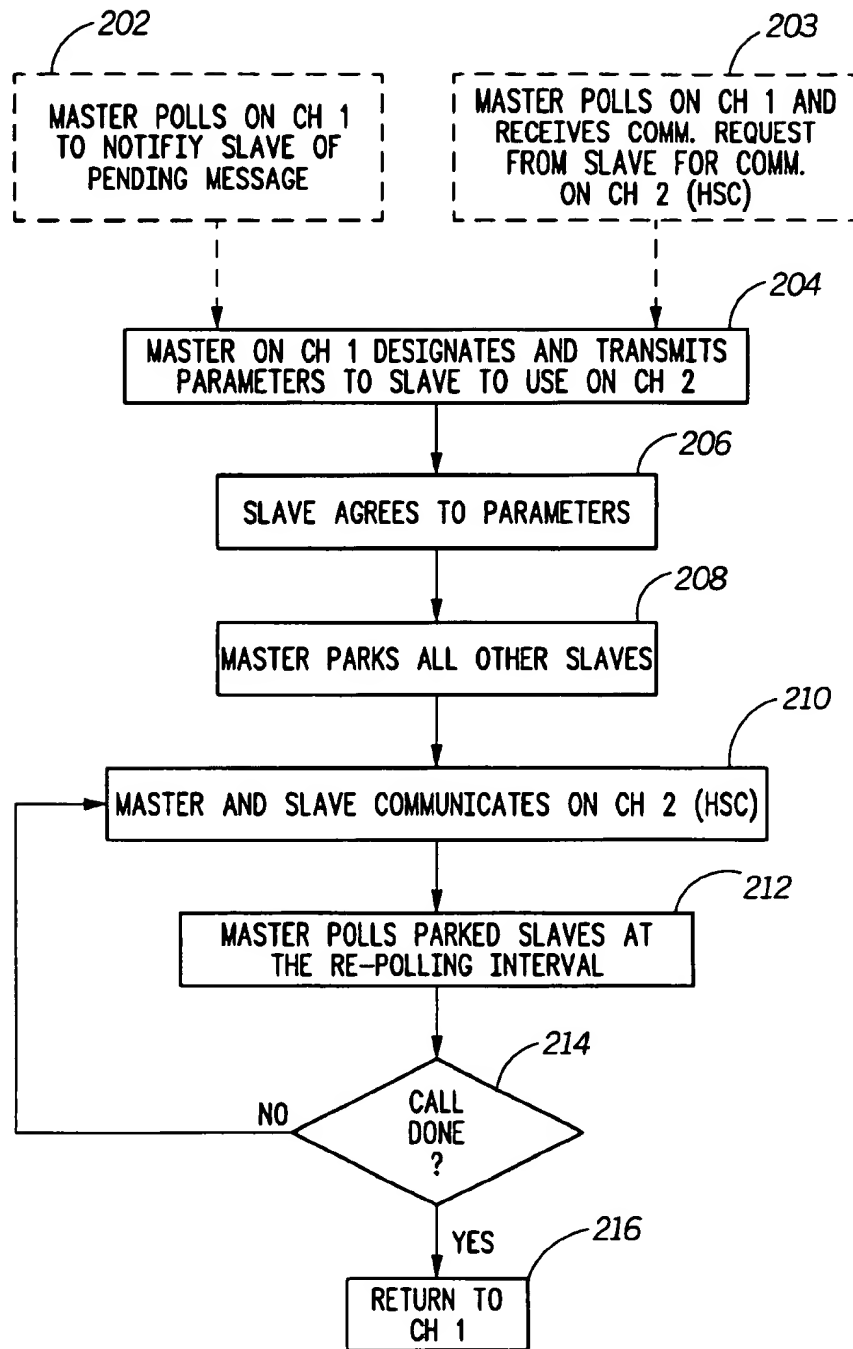 202
MASTER POLLS ON CH 1
TO NOTIFIY SLAVE OF
PENDING MESSAGE
203
MASTER POLLS ON CH 1 AND
RECEIVES COMM. REQUEST
FROM SLAVE FOR COMM.
ON CH 2 (HSC)
204
MASTER ON CH 1 DESIGNATES AND TRANSMITS
PARAMETERS TO SLAVE TO USE ON CH 2
206
SLAVE AGREES TO PARAMETERS
208
MASTER PARKS ALL OTHER SLAVES
210
MASTER AND SLAVE COMMUNICATES ON CH 2 (HSC)
212
MASTER POLLS PARKED SLAVES AT
THE RE-POLLING INTERVAL
214
CALL
DONE
?
NO
YES
216
RETURN TO
CH 1